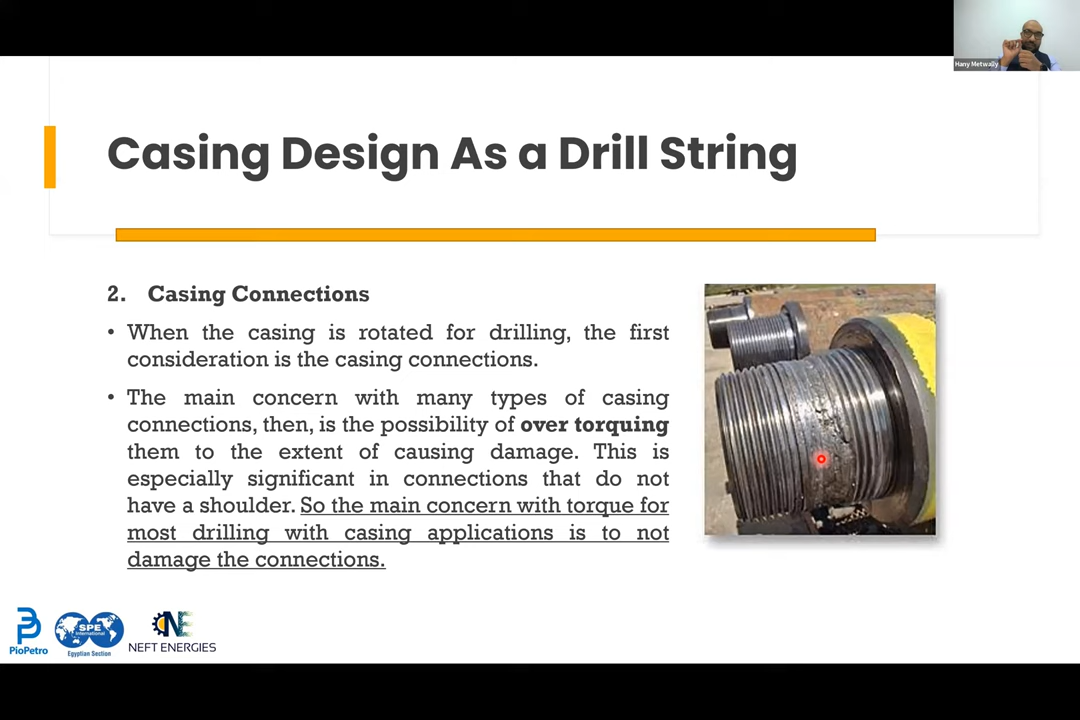 Hany Metwally
Casing Design As a Drill String
2. Casing Connections
• When the casing is rotated for drilling, the first
consideration is the casing connections.
• The main concern with many types of casing
connections, then, is the possibility of over torquing
them to the extent of causing damage. This is
especially significant in connections that do not
have a shoulder. So the main concern with torque for
most drilling with casing applications is to not
damage the connections.
PioPetro
SPE
International
Egyptian Section
NE
NEFT ENERGIES